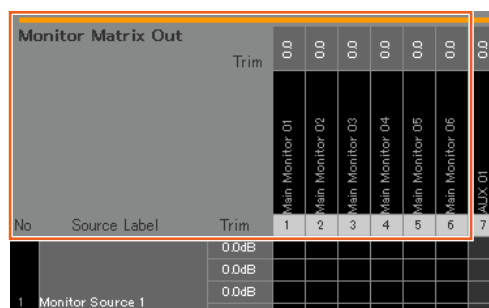 Monitor Matrix Out
Trim
0.0 0.0 0.0 0.0 0.0 0.0 0.0
Main Monitor 01
Main Monitor 02
Main Monitor 03
Main Monitor 04
Main Monitor 05
Main Monitor 06
AUX 01
No Source Label Trim 1 2 3 4 5 6 7
0.0dB
0.0dB
0.0dB
1 Monitor Source 1